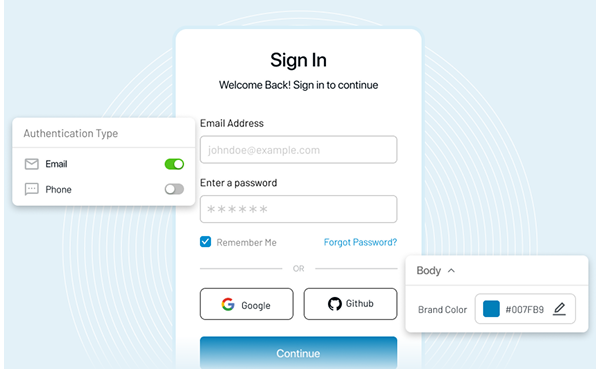 Sign In
Welcome Back! Sign in to continue
Email Address
johndoe@example.com
Enter a password
******
Remember Me
Forgot Password?
OR
Google
Github
Continue
Authentication Type
Email
Phone
Body
Brand Color
#007FB9